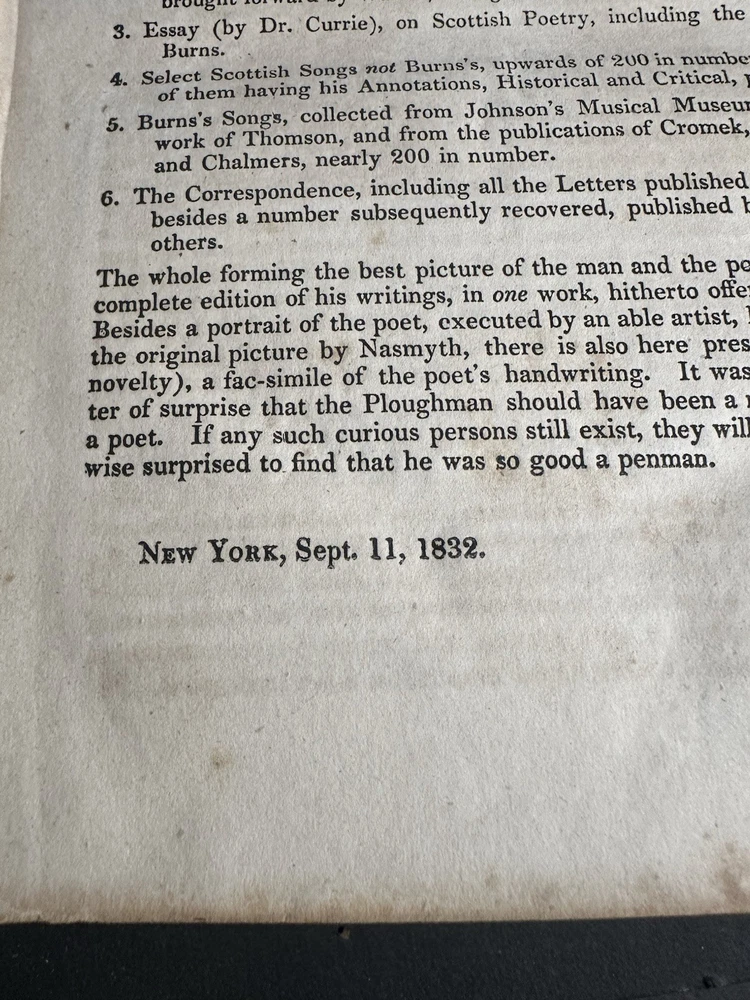 brought forward by
3. Essay (by Dr. Currie), on Scottish Poetry, including the
Burns.
4. Select Scottish Songs not Burns's, upwards of 200 in numbe
of them having his Annotations, Historical and Critical,
5. Burns's Songs, collected from Johnson's Musical Museu
work of Thomson, and from the publications of Cromek,
and Chalmers, nearly 200 in number.
6. The Correspondence, including all the Letters published
besides a number subsequently recovered, published b
others.
The whole forming the best picture of the man and the po
complete edition of his writings, in one work, hitherto offe
Besides a portrait of the poet, executed by an able artist,
the original picture by Nasmyth, there is also here pres
novelty), a fac-simile of the poet's handwriting. It was
ter of surprise that the Ploughman should have been a
a poet. If any such curious persons still exist, they will
wise surprised to find that he was so good a penman.
New York, Sept. 11, 1832.